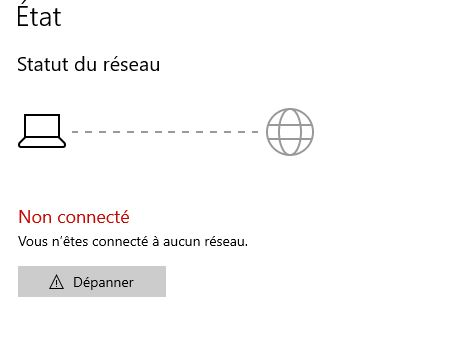 État
Statut du réseau
Non connecté
Vous n'êtes connecté à aucun réseau.
Dépanner